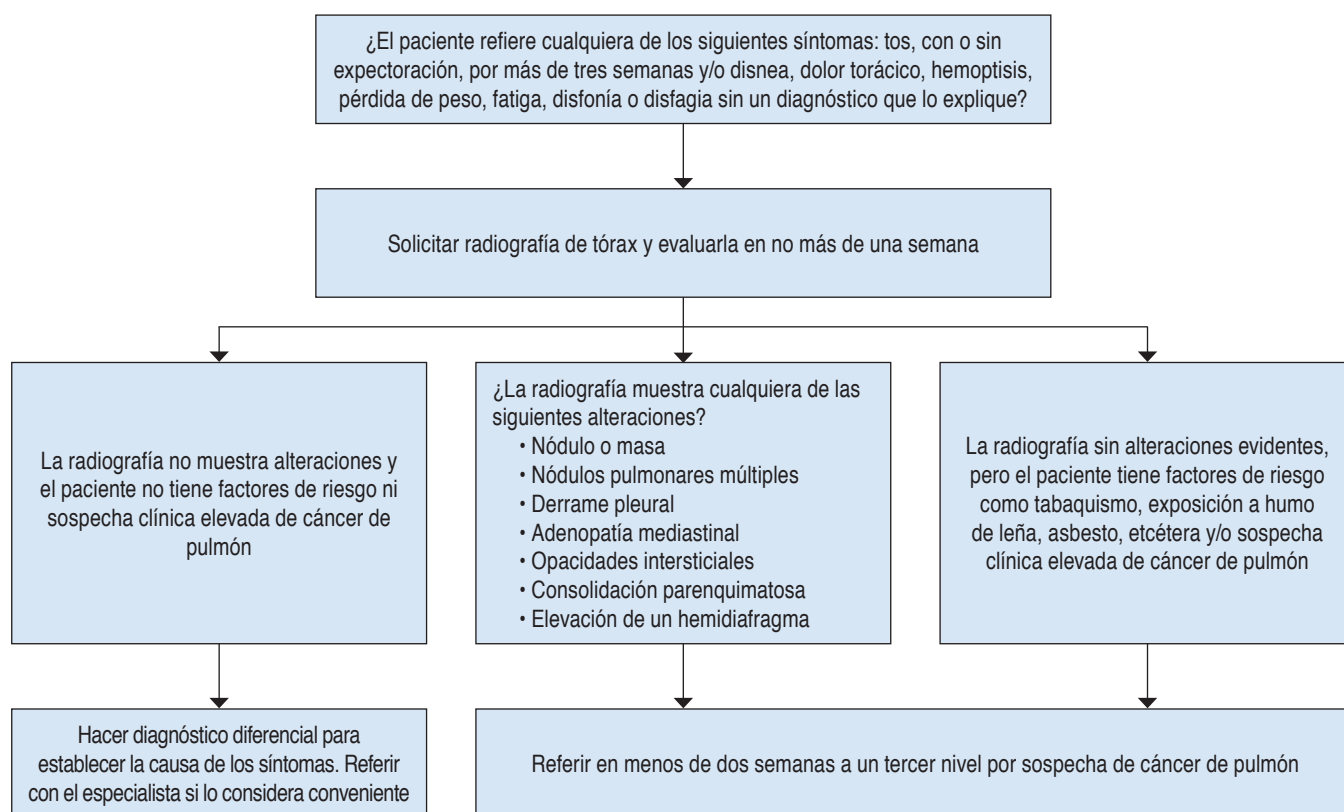 ¿El paciente refiere cualquiera de los siguientes síntomas: tos, con o sin
expectoración, por más de tres semanas y/o disnea, dolor torácico, hemoptisis,
pérdida de peso, fatiga, disfonía o disfagia sin un diagnóstico que lo explique?
Solicitar radiografía de tórax y evaluarla en no más de una semana
La radiografía no muestra alteraciones y
el paciente no tiene factores de riesgo ni
sospecha clínica elevada de cáncer de
pulmón
¿La radiografía muestra cualquiera de las
siguientes alteraciones?
• Nódulo o masa
• Nódulos pulmonares múltiples
• Derrame pleural
• Adenopatía mediastinal
• Opacidades intersticiales
• Consolidación parenquimatosa
• Elevación de un hemidiafragma
La radiografía sin alteraciones evidentes,
pero el paciente tiene factores de riesgo
como tabaquismo, exposición a humo
de leña, asbesto, etcétera y/o sospecha
clínica elevada de cáncer de pulmón
Hacer diagnóstico diferencial para
establecer la causa de los síntomas. Referir
con el especialista si lo considera conveniente
Referir en menos de dos semanas a un tercer nivel por sospecha de cáncer de pulmón